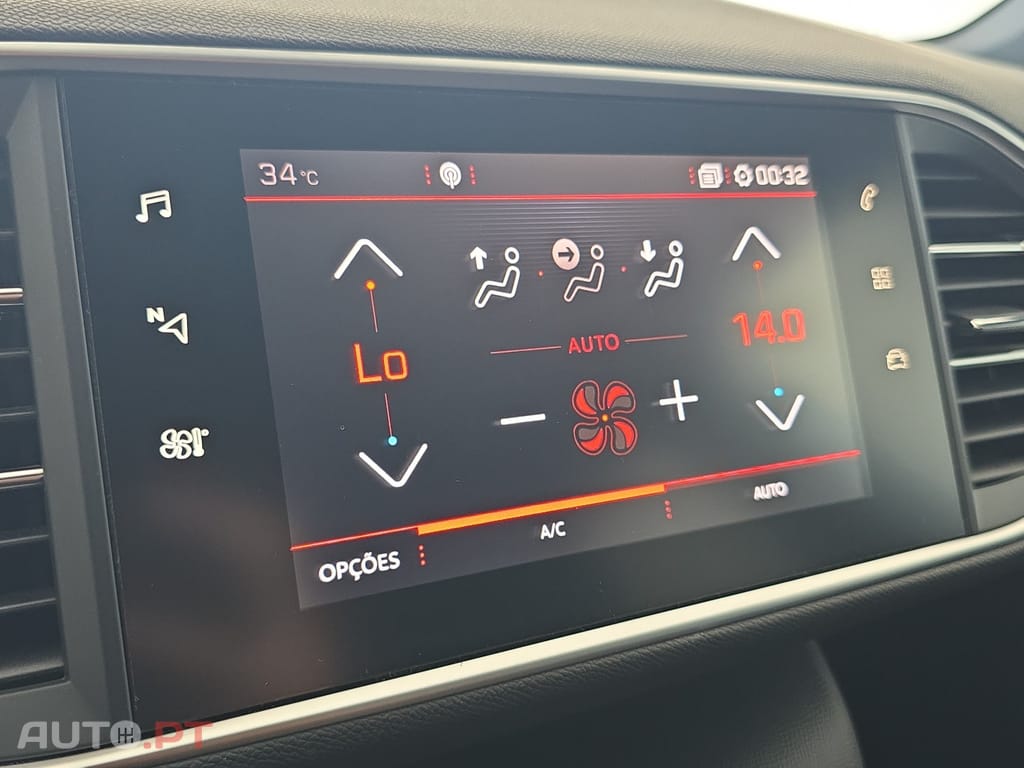 34°C
00:32
N
Lo
AUTO
14.0
OPÇÕES
A/C
AUTO
AUTO.PT